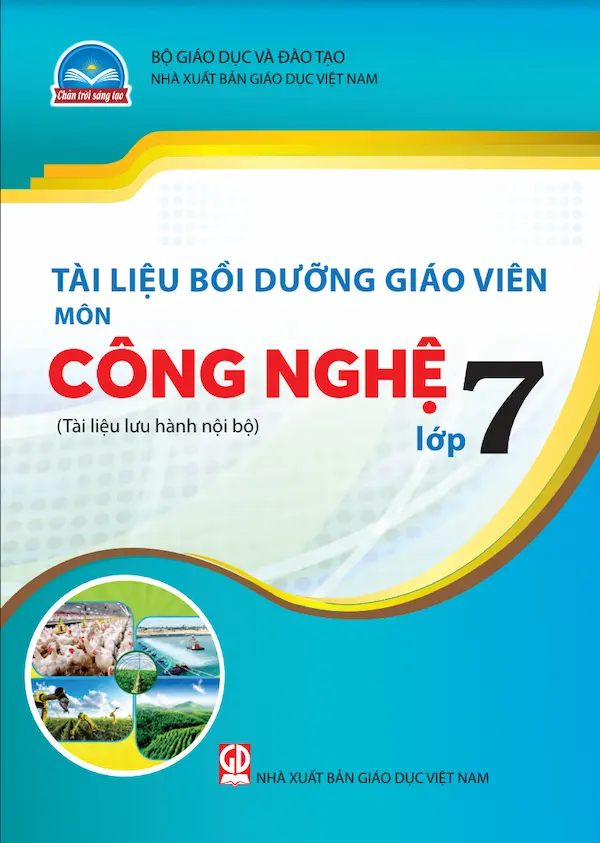 BỘ GIÁO DỤC VÀ ĐÀO TẠO
NHÀ XUẤT BẢN GIÁO DỤC VIỆT NAM
Chân trời sáng tạo
TÀI LIỆU BỒI DƯỠNG GIÁO VIÊN
MÔN
CÔNG NGHỆ
lớp 7
(Tài liệu lưu hành nội bộ)
GD
NHÀ XUẤT BẢN GIÁO DỤC VIỆT NAM